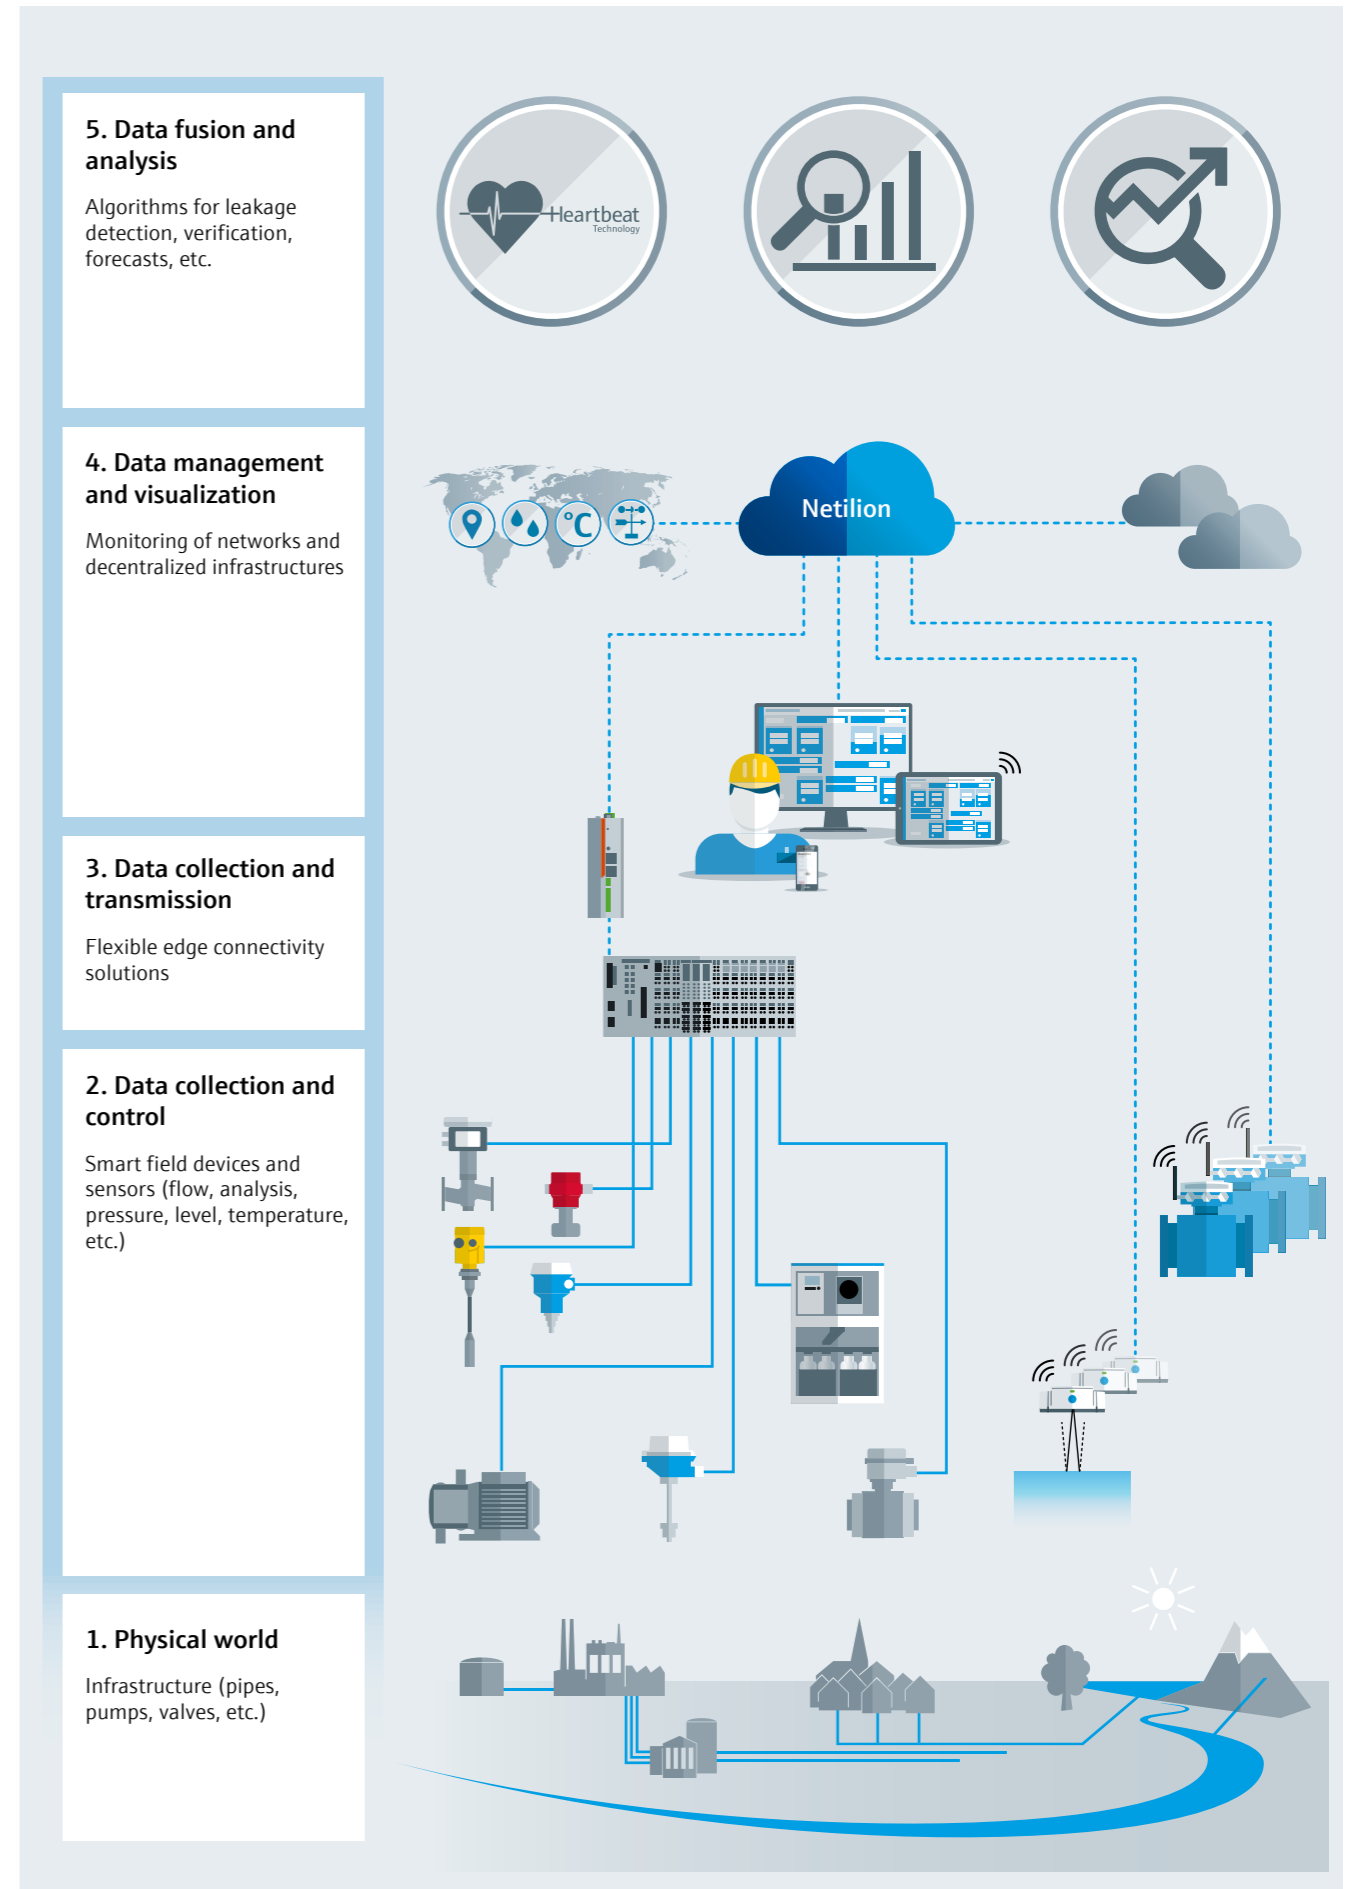 5. Data fusion and
analysis
Algorithms for leakage
detection, verification,
forecasts, etc.
Heartbeat
Technology
4. Data management
and visualization
Monitoring of networks and
decentralized infrastructures
°C
Netilion
3. Data collection and
transmission
Flexible edge connectivity
solutions
2. Data collection and
control
Smart field devices and
sensors (flow, analysis,
pressure, level, temperature,
etc.)
1. Physical world
Infrastructure (pipes,
pumps, valves, etc.)